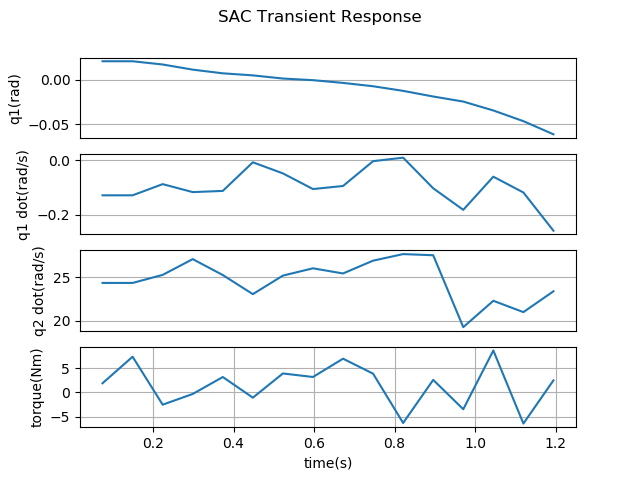 SAC Transient Response
q1(rad)
0.00
−0.05
q1 dot(rad/s)
0.0
−0.2
q2 dot(rad/s)
25
20
torque(Nm)
5
0
−5
0.2 0.4 0.6 0.8 1.0 1.2
time(s)